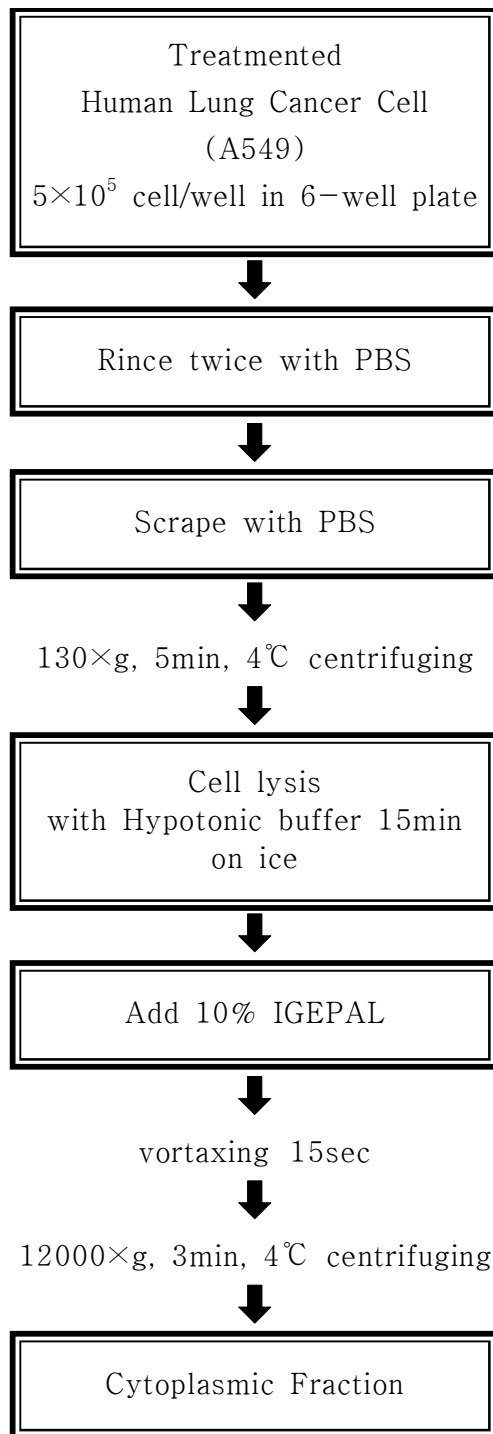 Treatmented
Human Lung Cancer Cell
(A549)
5×10⁵ cell/well in 6-well plate
Rince twice with PBS
Scrape with PBS
130×g, 5min, 4℃ centrifuging
Cell lysis
with Hypotonic buffer 15min
on ice
Add 10% IGEPAL
vortaxing 15sec
12000×g, 3min, 4℃ centrifuging
Cytoplasmic Fraction